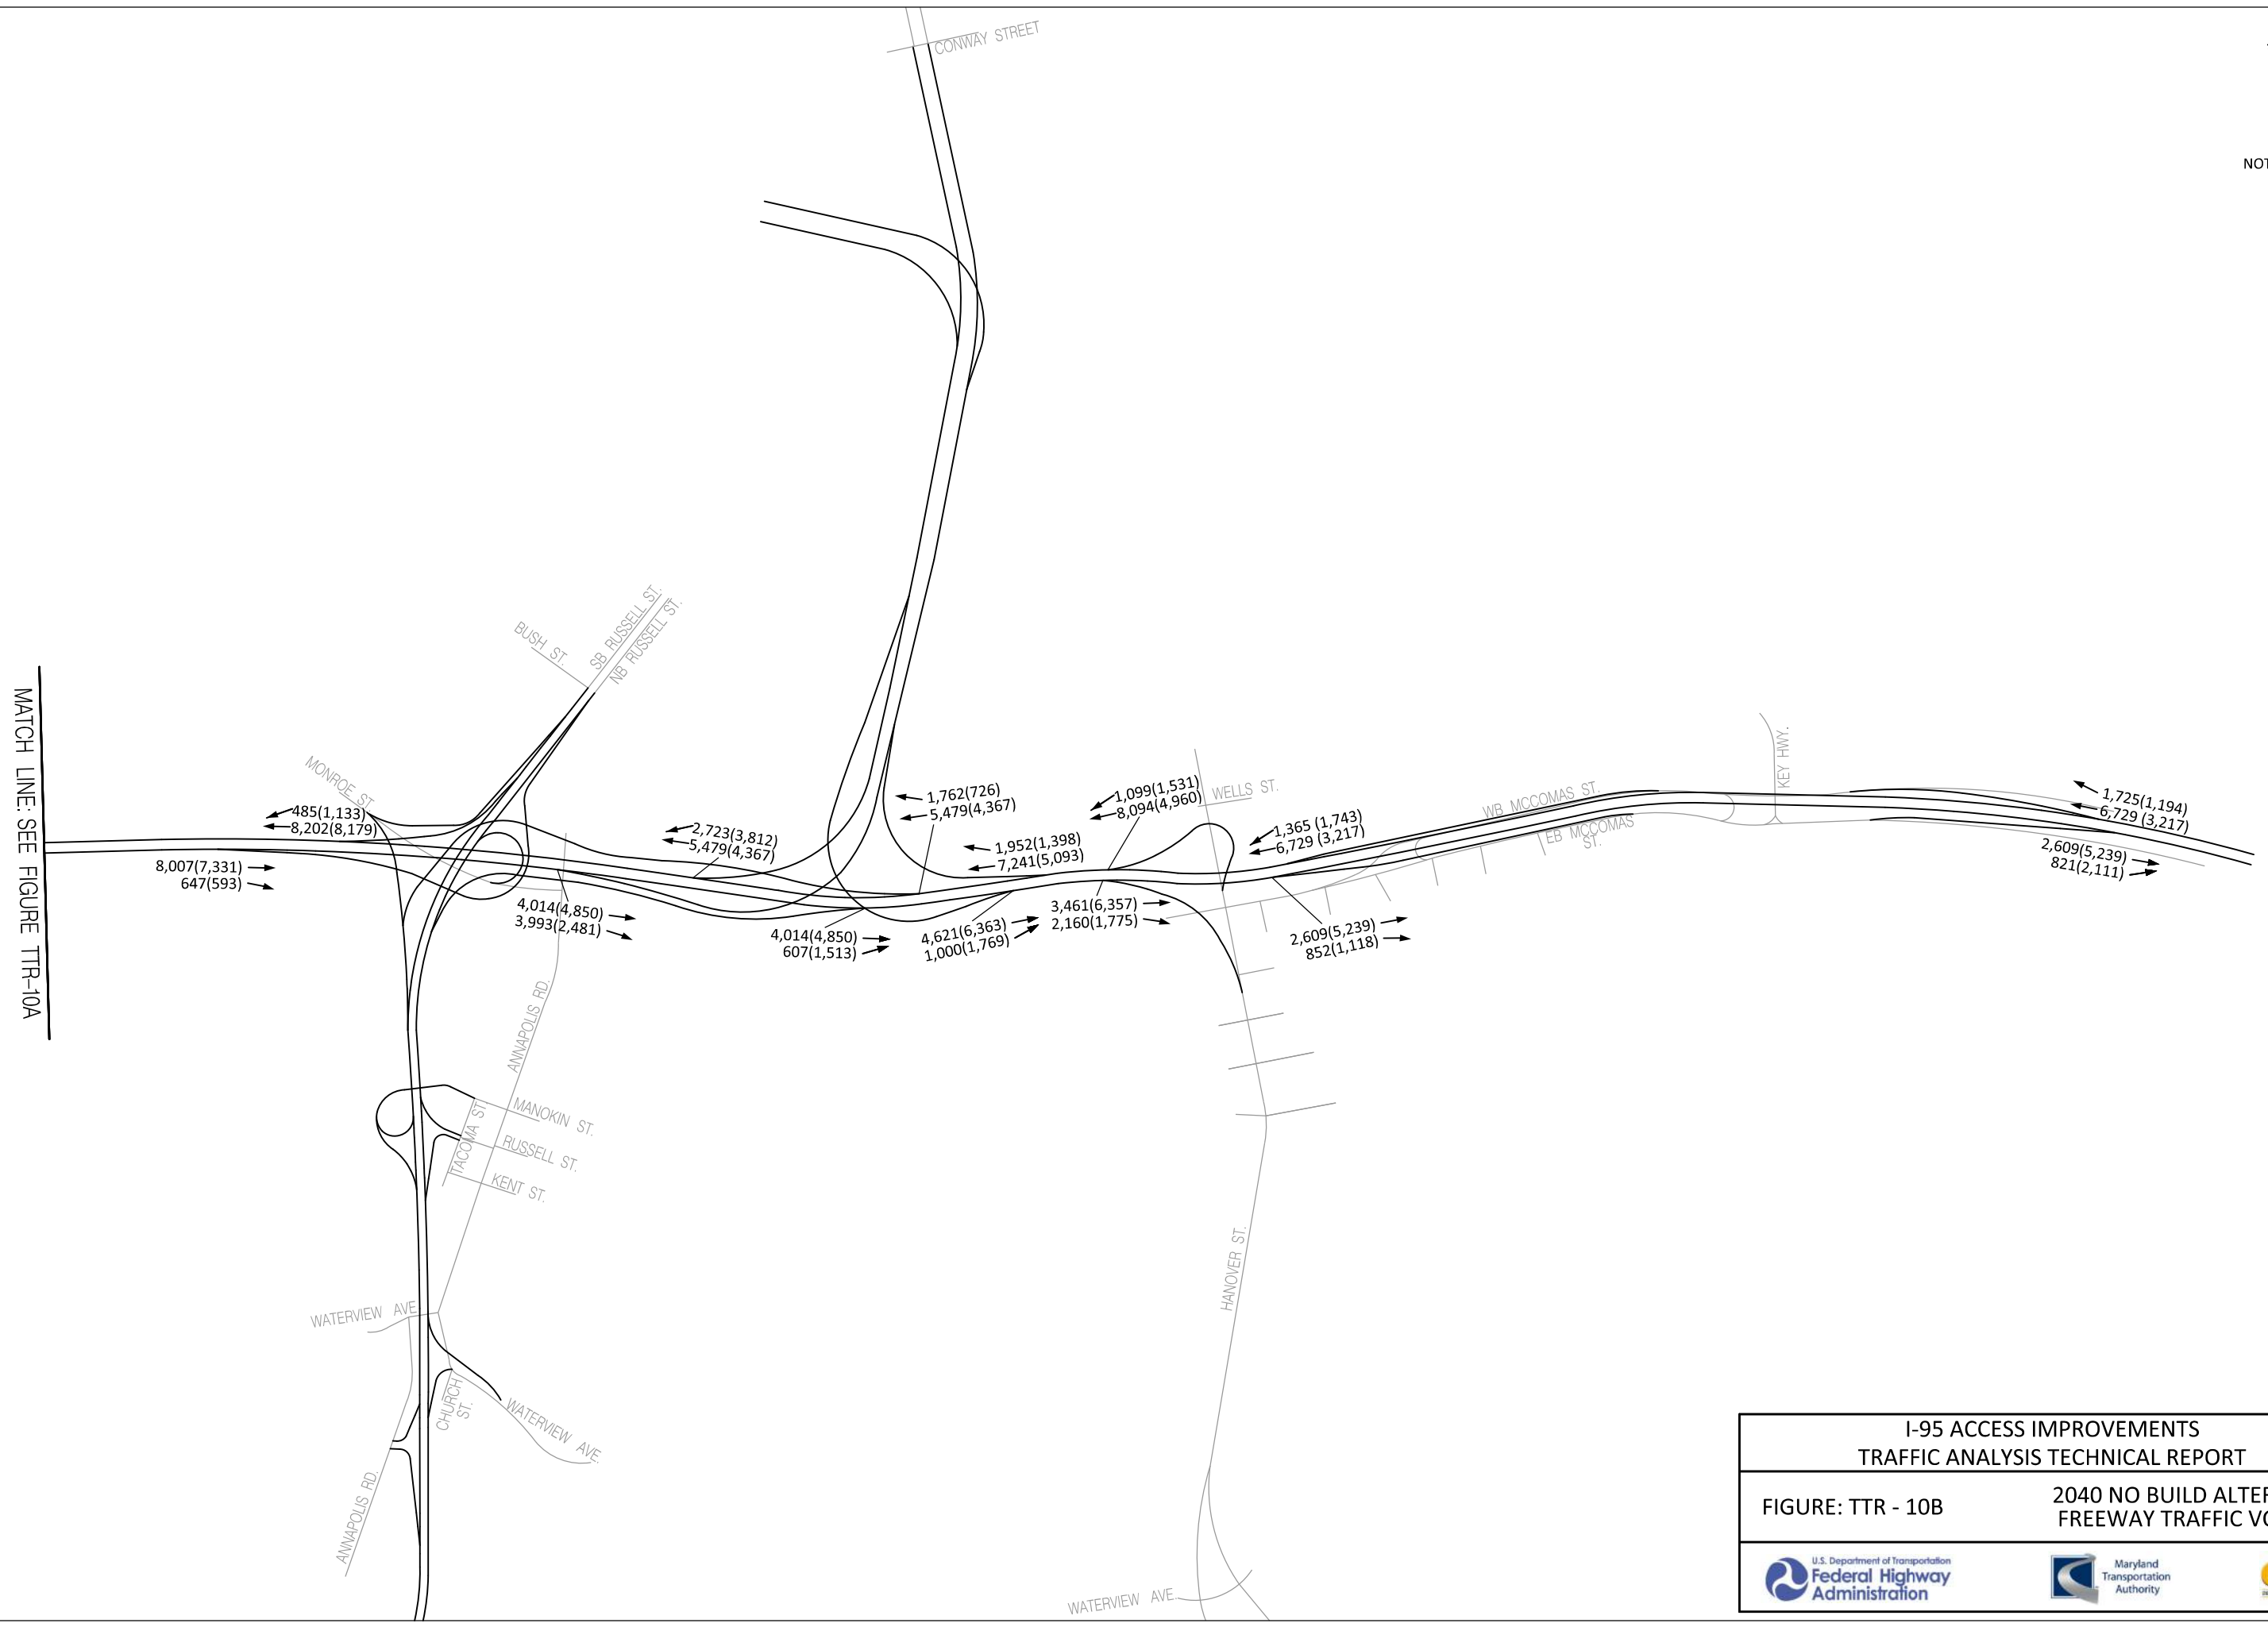 CONWAY STREET
NOT
BUSH ST.
SB RUSSELL ST.
NB RUSSELL ST.
MATCH LINE: SEE FIGURE TTR-10A
MONROE ST.
485(1,133)
8,202(8,179)
8,007(7,331)
647(593)
2,723(3,812)
5,479(4,367)
1,762(726)
5,479(4,367)
1,952(1,398)
7,241(5,093)
1,099(1,531)
8,094(4,960)
WELLS ST.
1,365 (1,743)
6,729 (3,217)
WB MCCOMAS ST.
EB MCCOMAS
ST.
KEY HWY.
1,725(1,194)
6,729 (3,217)
2,609(5,239)
821(2,111)
4,014(4,850)
3,993(2,481)
4,014(4,850)
607(1,513)
4,621(6,363)
1,000(1,769)
3,461(6,357)
2,160(1,775)
2,609(5,239)
852(1,118)
ANNAPOLIS RD.
MANOKIN ST.
TACOMA ST.
RUSSELL ST.
KENT ST.
HANOVER ST.
WATERVIEW AVE.
CHURCH
ST.
WATERVIEW AVE.
ANNAPOLIS RD.
WATERVIEW AVE.
I-95 ACCESS IMPROVEMENTS
TRAFFIC ANALYSIS TECHNICAL REPORT
FIGURE: TTR - 10B
2040 NO BUILD ALTER
FREEWAY TRAFFIC VO
U.S. Department of Transportation
Federal Highway
Administration
Maryland
Transportation
Authority